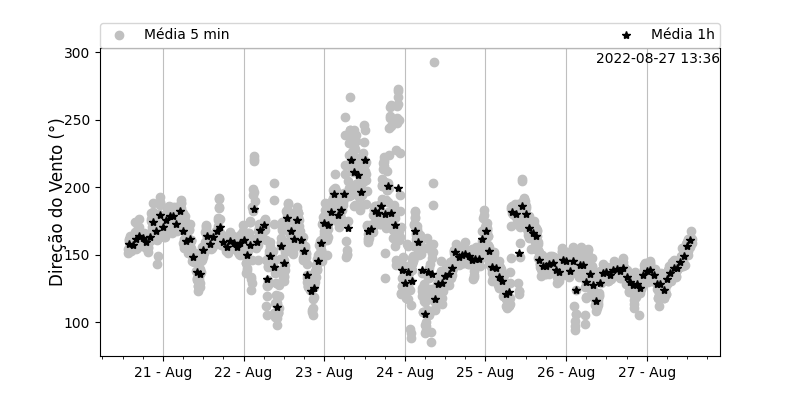 Média 5 min
Média 1h
2022-08-27 13:36
Direção do Vento (°)
300
250
200
150
100
21 - Aug
22 - Aug
23 - Aug
24 - Aug
25 - Aug
26 - Aug
27 - Aug